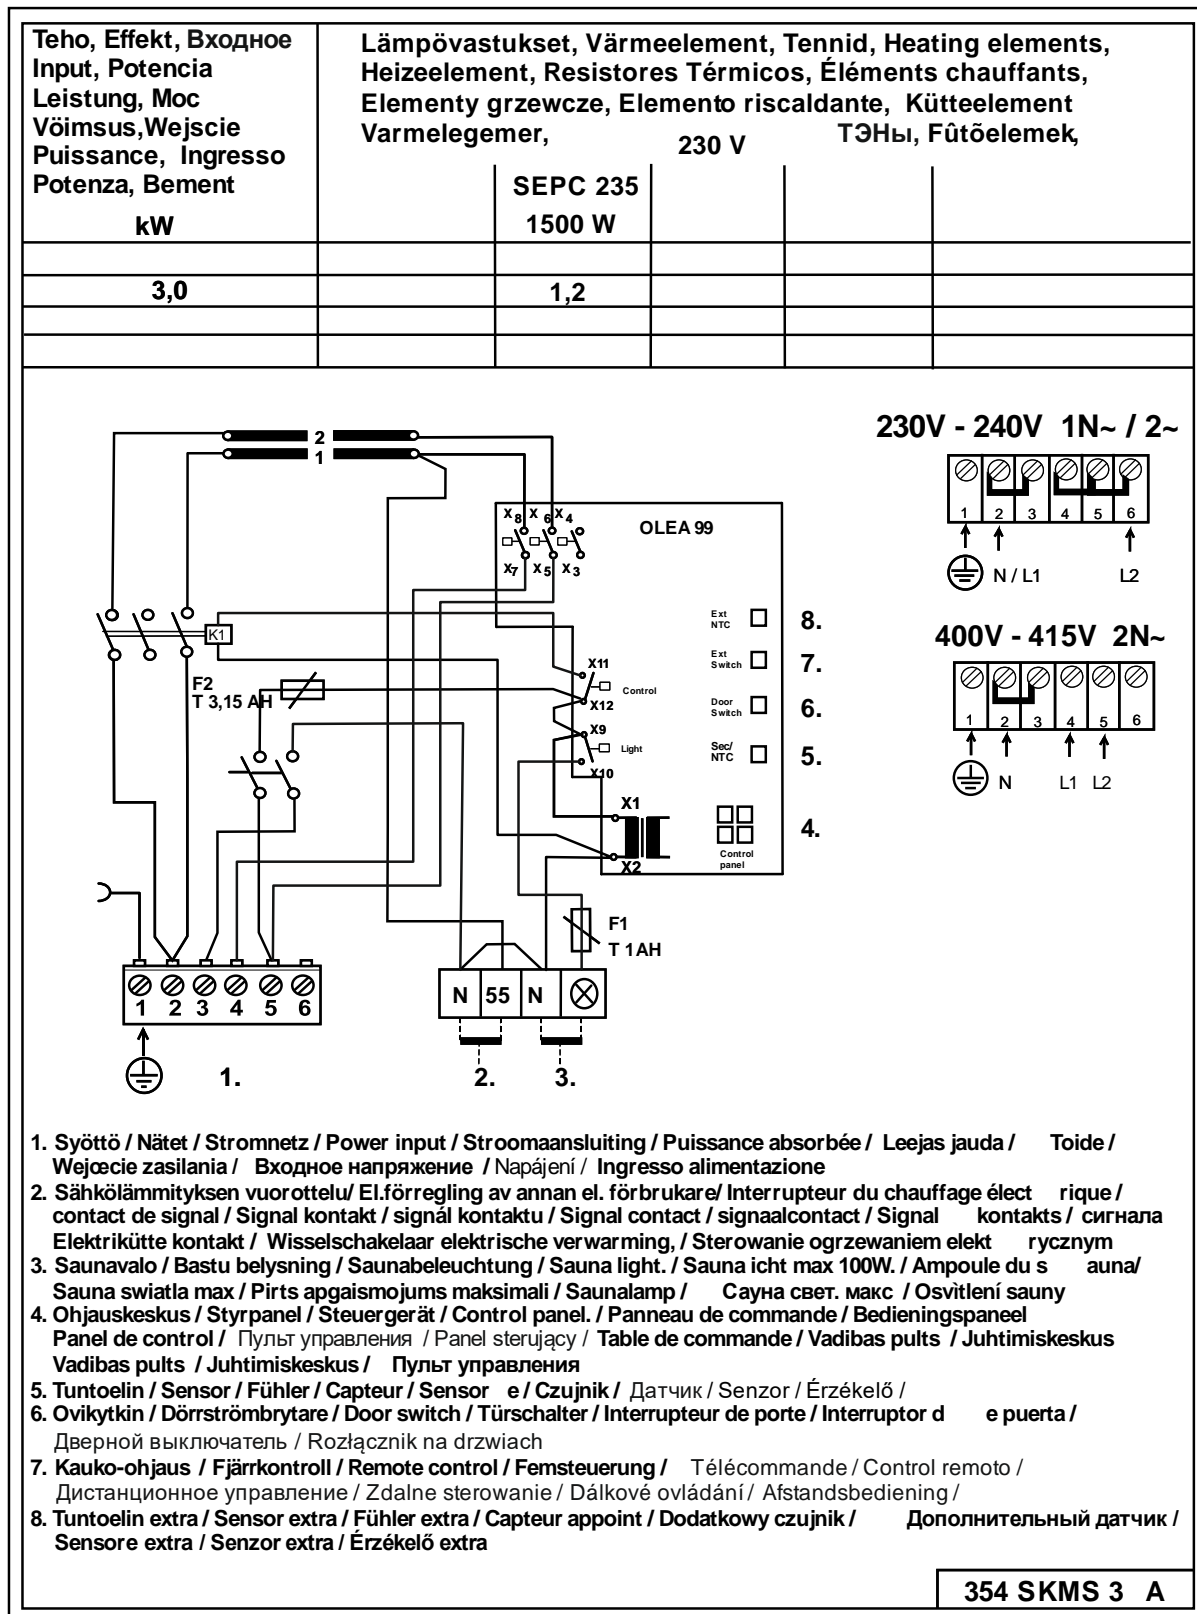 Teho, Effekt, Входное
Input, Potencia
Leistung, Moc
Vöimsus,Wejscie
Puissance, Ingresso
Potenza, Bement
kW
Lämpövastukset, Värmeelement, Tennid, Heating elements,
Heizeelement, Resistores Térmicos, Éléments chauffants,
Elementy grzewcze, Elemento riscaldante, Kütteelement
Varmelegemer, 230 V ТЭНы, Fûtõelemek,
SEPC 235
1500 W
3,0 1,2
2
1
230V - 240V 1N~ / 2~
1 2 3 4 5 6
N / L1 L2
400V - 415V 2N~
1 2 3 4 5 6
N L1 L2
OLEA 99
X8 X6 X4
X7 X5 X3
K1
F2
T 3,15 AH
X11
Control
X12
X9
Light
X10
X1
X2
Ext
NTC
8.
Ext
Switch
7.
Door
Switch
6.
Sec/
NTC
5.
4.
Control
panel
F1
T 1AH
1 2 3 4 5 6
N 55 N
1. 2. 3.
1. Syöttö / Nätet / Stromnetz / Power input / Stroomaansluiting / Puissance absorbée / Leejas jauda / Toide /
Wejœcie zasilania / Входное напряжение / Napájení / Ingresso alimentazione
2. Sähkölämmityksen vuorottelu/ El.förregling av annan el. förbrukare/ Interrupteur du chauffage élect rique /
contact de signal / Signal kontakt / signál kontaktu / Signal contact / signaalcontact / Signal kontakts / сигнала
Elektrikütte kontakt / Wisselschakelaar elektrische verwarming, / Sterowanie ogrzewaniem elekt rycznym
3. Saunavalo / Bastu belysning / Saunabeleuchtung / Sauna light. / Sauna icht max 100W. / Ampoule du s auna/
Sauna swiatla max / Pirts apgaismojums maksimali / Saunalamp / Сауна свет. макс / Osvìtlení sauny
4. Ohjauskeskus / Styrpanel / Steuergerät / Control panel. / Panneau de commande / Bedieningspaneel
Panel de control / Пульт управления / Panel sterujący / Table de commande / Vadibas pults / Juhtimiskeskus
Vadibas pults / Juhtimiskeskus / Пульт управления
5. Tuntoelin / Sensor / Fühler / Capteur / Sensor e / Czujnik / Датчик / Senzor / Érzékelő /
6. Ovikytkin / Dörrströmbrytare / Door switch / Türschalter / Interrupteur de porte / Interruptor d e puerta /
Дверной выключатель / Rozłącznik na drzwiach
7. Kauko-ohjaus / Fjärrkontroll / Remote control / Femsteuerung / Télécommande / Control remoto /
Дистанционное управление / Zdalne sterowanie / Dálkové ovládání / Afstandsbediening /
8. Tuntoelin extra / Sensor extra / Fühler extra / Capteur appoint / Dodatkowy czujnik / Дополнительный датчик /
Sensore extra / Senzor extra / Érzékelő extra
354 SKMS 3 A